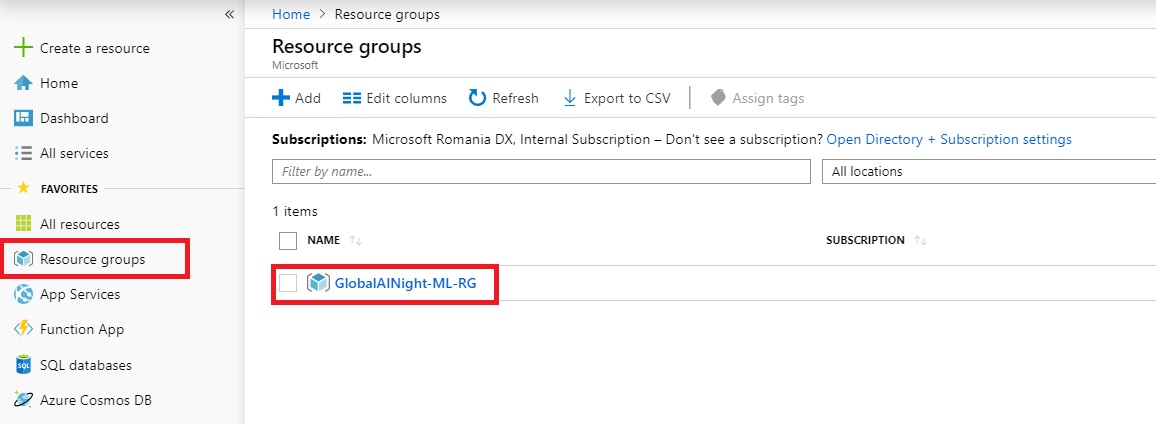 «
Create a resource
Home
Dashboard
All services
FAVORITES
All resources
Resource groups
App Services
Function App
SQL
SQL databases
Azure Cosmos DB
Home > Resource groups
Resource groups
Microsoft
Add Edit columns Refresh Export to CSV Assign tags
Subscriptions: Microsoft Romania DX, Internal Subscription – Don't see a subscription? Open Directory + Subscription settings
Filter by name... All locations
1 items
NAME ↑↓ SUBSCRIPTION ↑↓
GlobalAINight-ML-RG